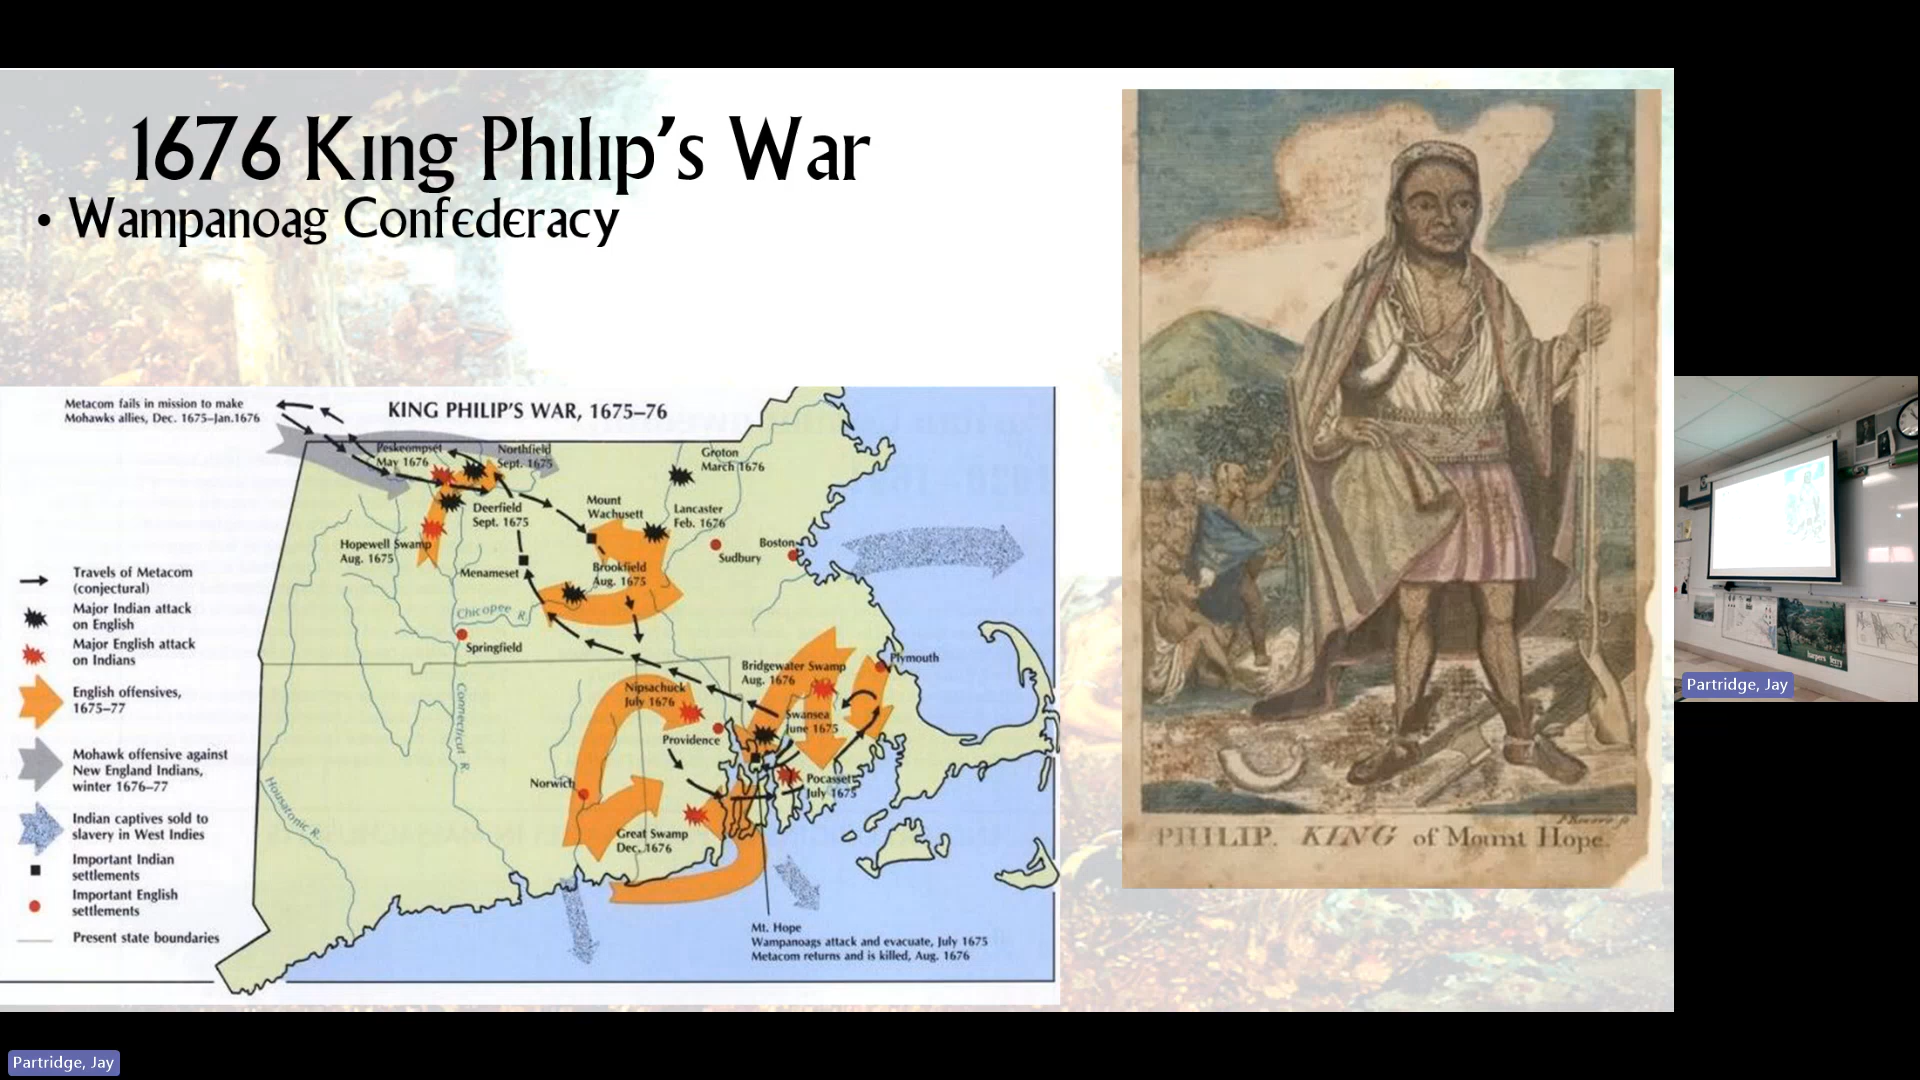 1676 King Philip's War
• Wampanoag Confederacy
KING PHILIP'S WAR, 1675–76
Metacom fails in mission to make
Mohawks allies, Dec. 1675–Jan.1676
Peskeompset
May 1676
Northfield
Sept. 1675
Groton
March 1676
Deerfield
Sept. 1675
Mount
Wachusett
Lancaster
Feb. 1676
Hopewell Swamp
Aug. 1675
Sudbury
Boston
Menameset
Brookfield
Aug. 1675
Chicopee R.
Springfield
Bridgewater Swamp
Aug. 1676
Plymouth
Nipsachuck
July 1676
Swansea
June 1675
Providence
Connecticut R.
Norwich
Pocasset
July 1675
Housatonic R.
Great Swamp
Dec. 1676
Mt. Hope
Wampanoags attack and evacuate, July 1675
Metacom returns and is killed, Aug. 1676
Travels of Metacom
(conjectural)
Major Indian attack
on English
Major English attack
on Indians
English offensives,
1675–77
Mohawk offensive against
New England Indians,
winter 1676–77
Indian captives sold to
slavery in West Indies
Important Indian
settlements
Important English
settlements
Present state boundaries
PHILIP. KING of Mount Hope.
harpers ferry
Partridge, Jay
Partridge, Jay